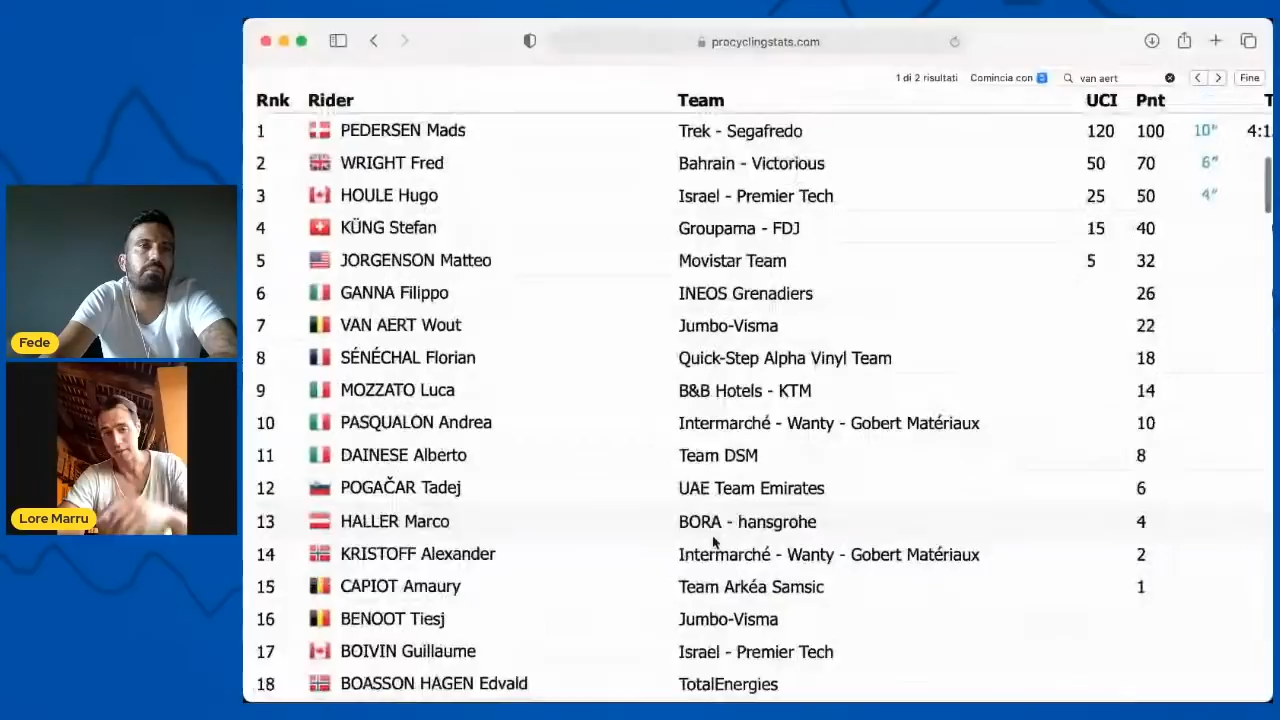 procyclingstats.com
1 di 2 risultati Comincia con van aert Fine
Rnk Rider Team UCI Pnt T
1 PEDERSEN Mads Trek - Segafredo 120 100 10″ 4:1
2 WRIGHT Fred Bahrain - Victorious 50 70 6″
3 HOULE Hugo Israel - Premier Tech 25 50 4″
4 KÜNG Stefan Groupama - FDJ 15 40
5 JORGENSON Matteo Movistar Team 5 32
6 GANNA Filippo INEOS Grenadiers 26
7 VAN AERT Wout Jumbo-Visma 22
8 SÉNÉCHAL Florian Quick-Step Alpha Vinyl Team 18
9 MOZZATO Luca B&B Hotels - KTM 14
10 PASQUALON Andrea Intermarché - Wanty - Gobert Matériaux 10
11 DAINESE Alberto Team DSM 8
12 POGAČAR Tadej UAE Team Emirates 6
13 HALLER Marco BORA - hansgrohe 4
14 KRISTOFF Alexander Intermarché - Wanty - Gobert Matériaux 2
15 CAPIOT Amaury Team Arkéa Samsic 1
16 BENOOT Tiesj Jumbo-Visma
17 BOIVIN Guillaume Israel - Premier Tech
18 BOASSON HAGEN Edvald TotalEnergies
Fede
Lore Marru